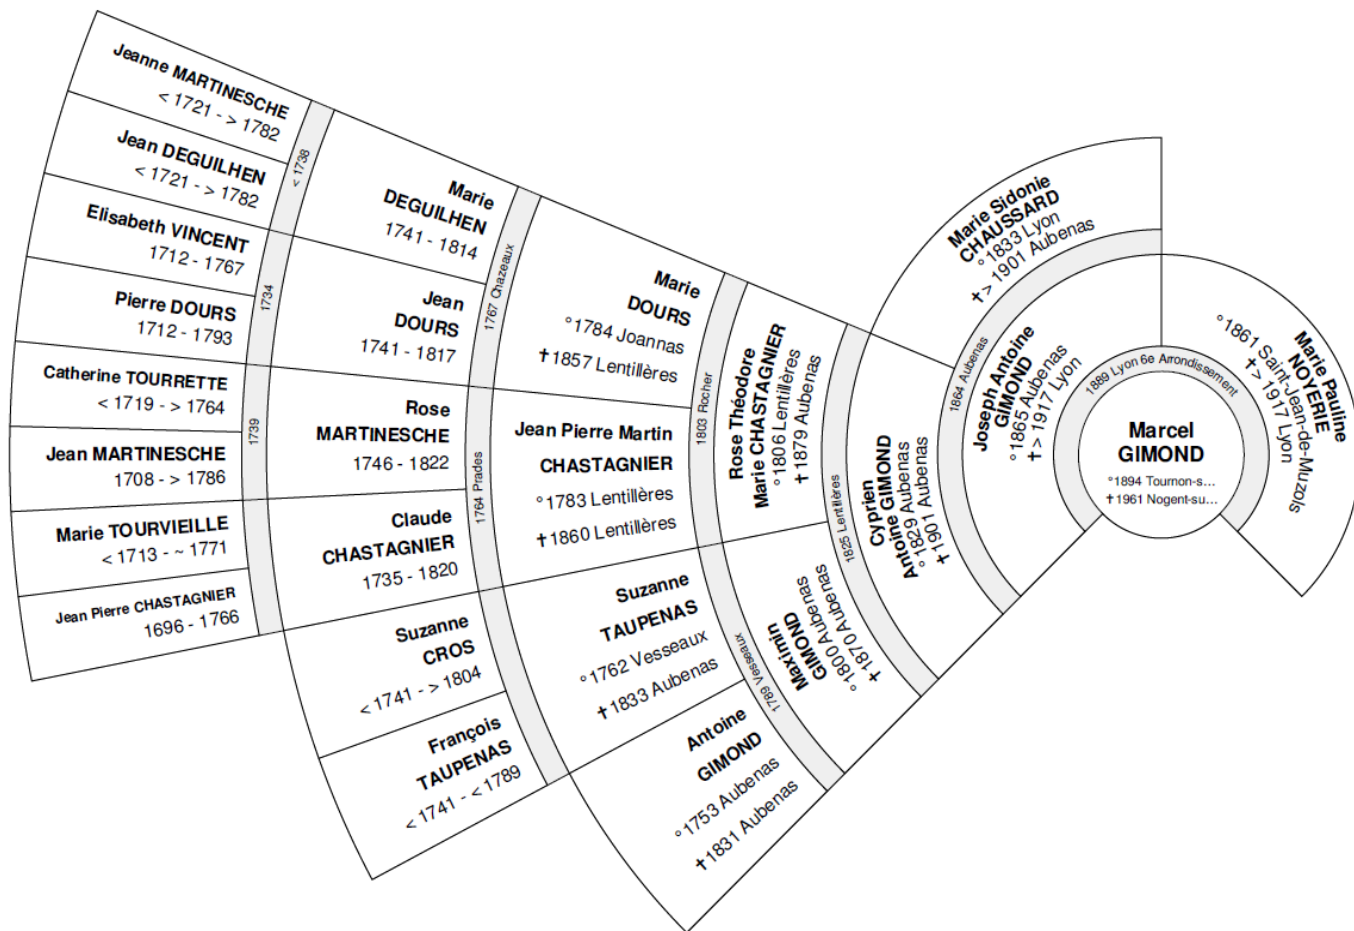 Jeanne MARTINESCHE
< 1721 - > 1782
Jean DEGUILHEN
< 1721 - > 1782
< 1738
Elisabeth VINCENT
1712 - 1767
Pierre DOURS
1712 - 1793
1734
Catherine TOURRETTE
< 1719 - > 1764
Jean MARTINESCHE
1708 - > 1786
1739
Marie TOURVIEILLE
< 1713 - ~ 1771
Jean Pierre CHASTAGNIER
1696 - 1766
Marie
DEGUILHEN
1741 - 1814
Jean
DOURS
1741 - 1817
1767 Chazeaux
Rose
MARTINESCHE
1746 - 1822
Claude
CHASTAGNIER
1735 - 1820
1764 Prades
Suzanne
CROS
< 1741 - > 1804
François
TAUPENAS
< 1741 - < 1789
Marie
DOURS
°1784 Joannas
✝1857 Lentillères
Jean Pierre Martin
CHASTAGNIER
°1783 Lentillères
✝1860 Lentillères
1803 Rocher
Suzanne
TAUPENAS
°1762 Vesseaux
✝1833 Aubenas
Antoine
GIMOND
°1753 Aubenas
✝1831 Aubenas
1789 Vesseaux
Rose Théodore
Marie CHASTAGNIER
°1806 Lentillères
✝1879 Aubenas
Maximin
GIMOND
°1800 Aubenas
✝1870 Aubenas
1825 Lentillères
Marie Sidonie
CHAUSSARD
°1833 Lyon
✝> 1901 Aubenas
Cyprien
Antoine GIMOND
°1829 Aubenas
✝1901 Aubenas
1864 Aubenas
Joseph Antoine
GIMOND
°1865 Aubenas
✝> 1917 Lyon
1889 Lyon 6e Arrondissement
Marie Pauline
NOYERIE
°1861 Saint-Jean-de-Muzols
✝> 1917 Lyon
Marcel
GIMOND
°1894 Tournon-s...
✝1961 Nogent-su...